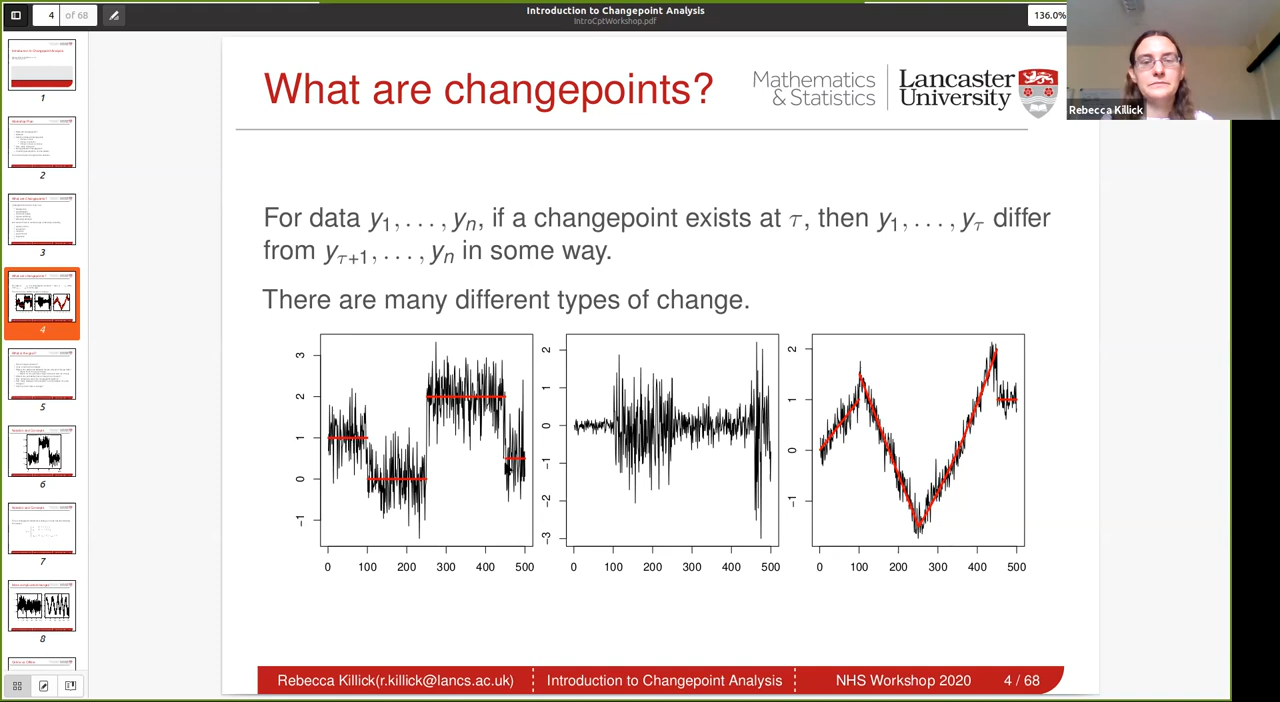 Introduction to Changepoint Analysis
IntroCptWorkshop.pdf
4 of 68
136.0%
Rebecca Killick
What are changepoints?
Mathematics
& Statistics
Lancaster
University
For data y1, . . . , yn, if a changepoint exists at τ, then y1, . . . , yτ differ
from yτ+1, . . . , yn in some way.
There are many different types of change.
3
2
1
0
−1
0 100 200 300 400 500
2
1
0
−1
−2
−3
0 100 200 300 400 500
2
1
0
−1
0 100 200 300 400 500
Rebecca Killick(r.killick@lancs.ac.uk)
Introduction to Changepoint Analysis
NHS Workshop 2020
4 / 68
1
2
3
4
5
6
7
8